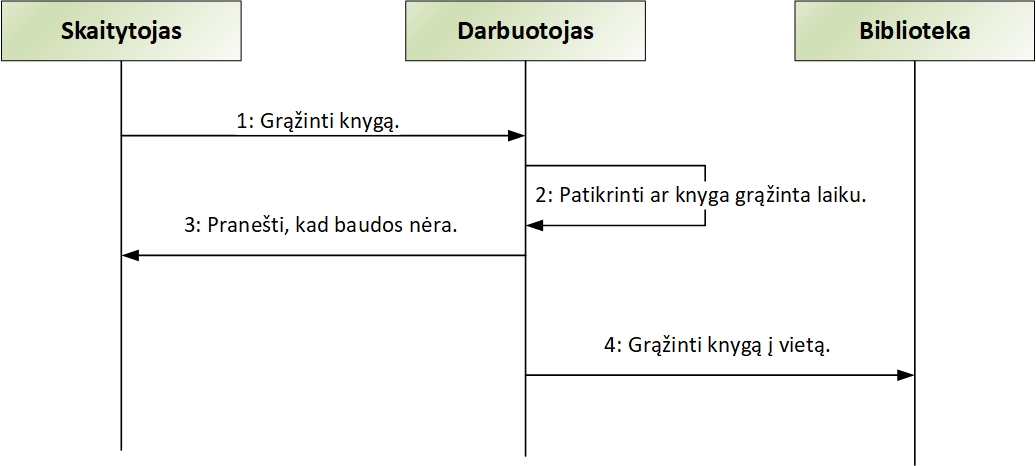 Skaitytojas
Darbuotojas
Biblioteka
1: Grąžinti knygą.
2: Patikrinti ar knyga grąžinta laiku.
3: Pranešti, kad baudos nėra.
4: Grąžinti knygą į vietą.